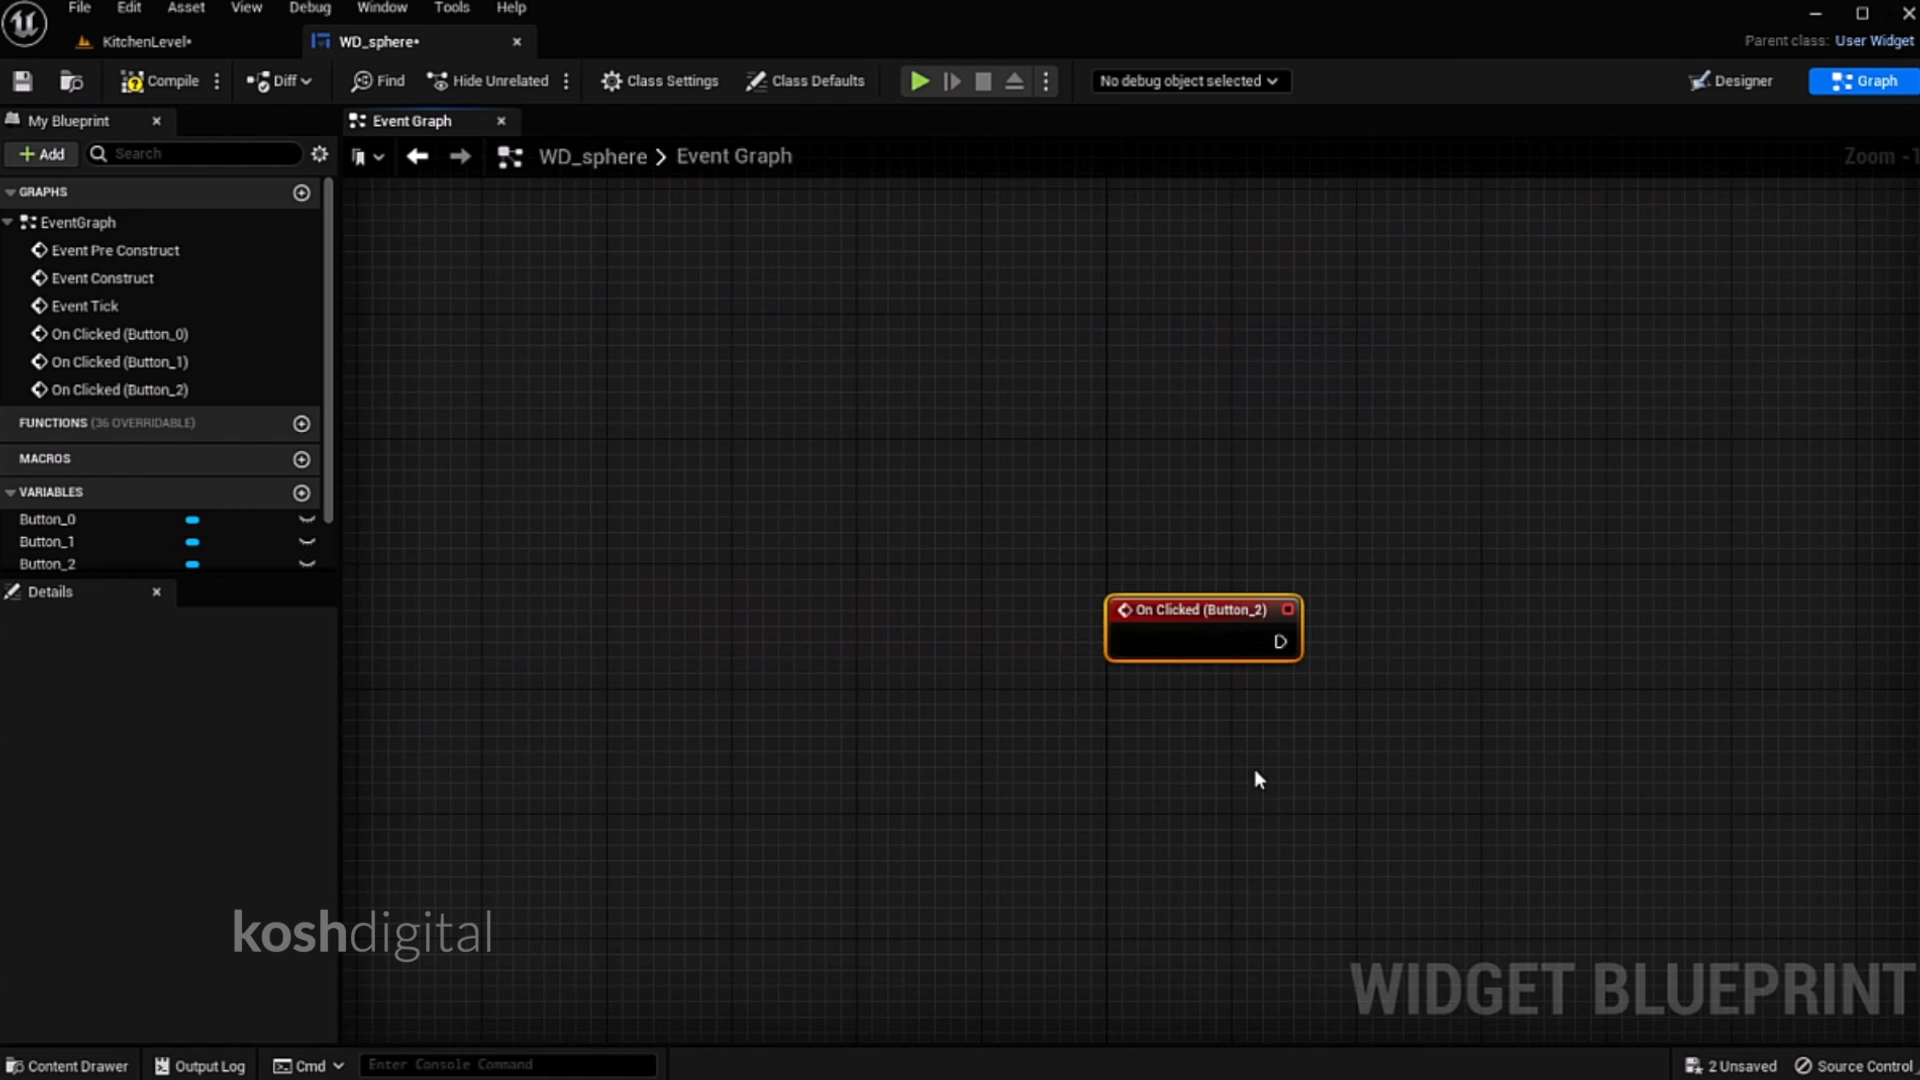 File Edit Asset View Debug Window Tools Help
KitchenLevel* WD_sphere*
Parent class: User Widget
Compile Diff Find Hide Unrelated Class Settings Class Defaults No debug object selected Designer Graph
My Blueprint Event Graph
Add Search WD_sphere > Event Graph Zoom -1
GRAPHS
EventGraph
Event Pre Construct
Event Construct
Event Tick
On Clicked (Button_0)
On Clicked (Button_1)
On Clicked (Button_2)
FUNCTIONS (36 OVERRIDABLE)
MACROS
VARIABLES
Button_0
Button_1
Button_2
Details
On Clicked (Button_2)
koshdigital
WIDGET BLUEPRINT
Content Drawer Output Log Cmd Enter Console Command 2 Unsaved Source Control